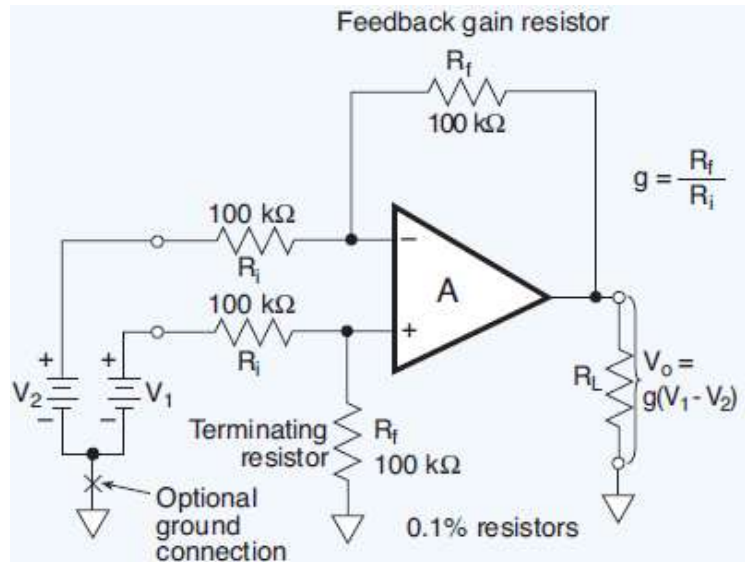 Feedback gain resistor
Rf
100 kΩ
g = Rf
Ri
100 kΩ
Ri
−
A
100 kΩ
Ri
+
+
V2
−
+
V1
−
Terminating
resistor
Rf
100 kΩ
RL
Vo =
g(V1 - V2)
Optional
ground
connection
0.1% resistors